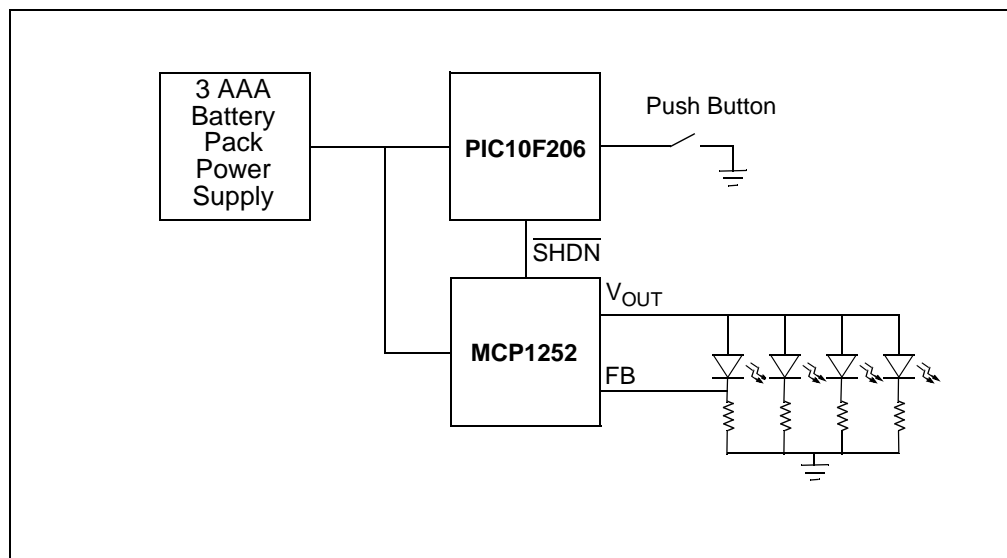 3 AAA
Battery
Pack
Power
Supply
PIC10F206
Push Button
SHDN
VOUT
MCP1252
FB